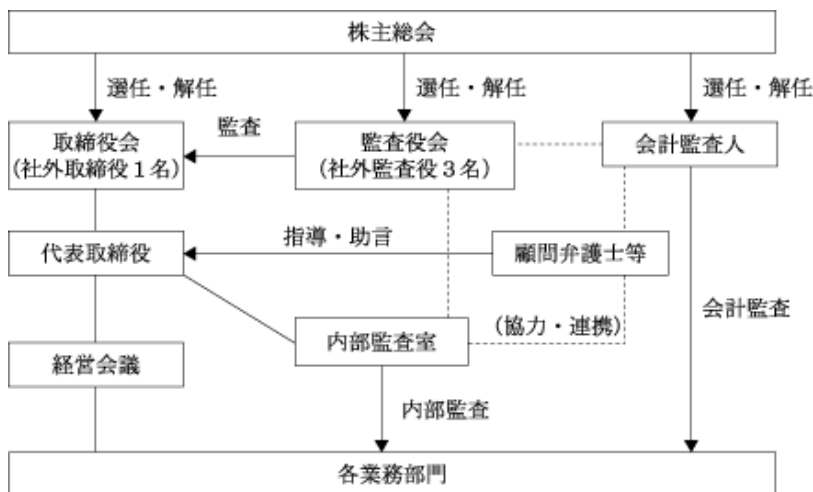 株主総会
選任・解任
選任・解任
選任・解任
取締役会
(社外取締役1名)
監査
監査役会
(社外監査役3名)
会計監査人
代表取締役
指導・助言
顧問弁護士等
経営会議
内部監査室
(協力・連携)
会計監査
内部監査
各業務部門